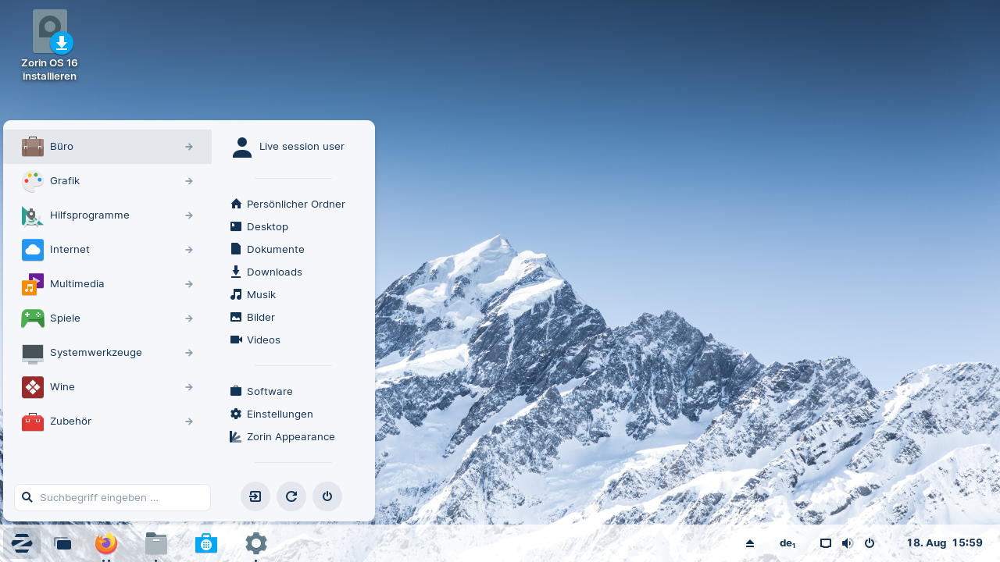 Zorin OS 16
installieren
Büro
Grafik
Hilfsprogramme
Internet
Multimedia
Spiele
Systemwerkzeuge
Wine
Zubehör
Suchbegriff eingeben ...
Live session user
Persönlicher Ordner
Desktop
Dokumente
Downloads
Musik
Bilder
Videos
Software
Einstellungen
Zorin Appearance
de₁
18. Aug 15:59